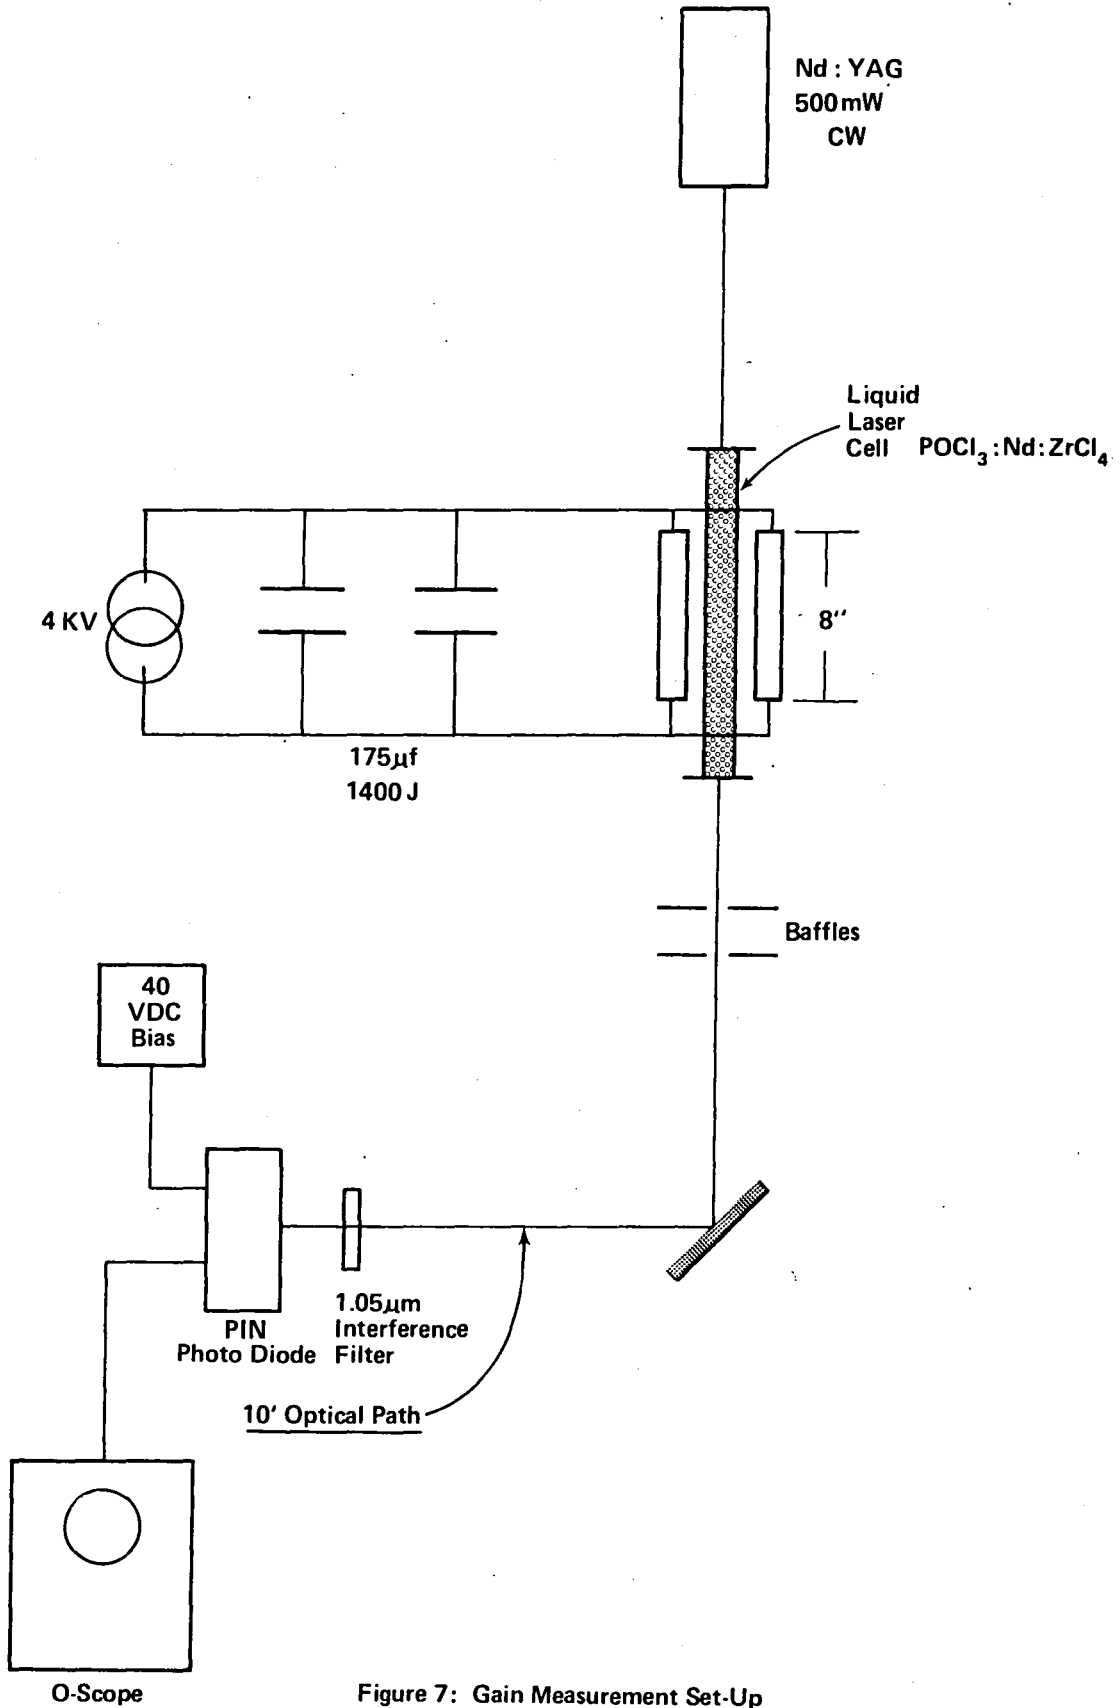 Nd : YAG
500mW
CW
Liquid
Laser
Cell POCl₃:Nd:ZrCl₄
4 KV
8"
175μf
1400 J
Baffles
40
VDC
Bias
PIN
Photo Diode
1.05μm
Interference
Filter
10' Optical Path
O-Scope
Figure 7: Gain Measurement Set-Up